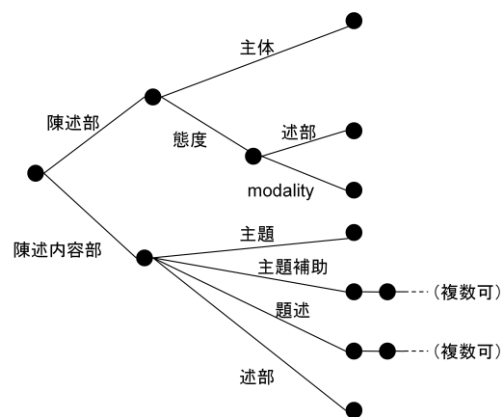 主体
陳述部
態度
述部
modality
陳述内容部
主題
主題補助
(複数可)
題述
(複数可)
述部